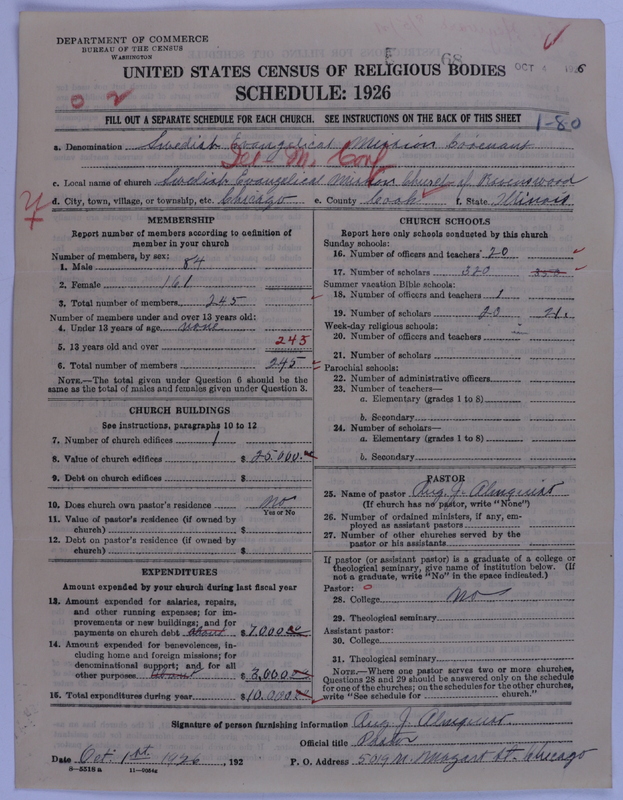 DEPARTMENT OF COMMERCE
BUREAU OF THE CENSUS
WASHINGTON
68
OCT 4 1926
UNITED STATES CENSUS OF RELIGIOUS BODIES
SCHEDULE: 1926
FILL OUT A SEPARATE SCHEDULE FOR EACH CHURCH. SEE INSTRUCTIONS ON THE BACK OF THIS SHEET
1-80
a. Denomination Swedish Evangelical Mission Covenant
c. Local name of church Swedish Evangelical Mission Church of Ravenswood
d. City, town, village, or township, etc. Chicago e. County Cook f. State Illinois
MEMBERSHIP
Report number of members according to definition of member in your church
Number of members, by sex:
1. Male 84
2. Female 161
3. Total number of members 245
Number of members under and over 13 years old:
4. Under 13 years of age none
5. 13 years old and over 245
6. Total number of members 245
NOTE.—The total given under Question 6 should be the
same as the total of males and females given under Question 3.
CHURCH BUILDINGS
See instructions, paragraphs 10 to 12
7. Number of church edifices 1
8. Value of church edifices $ 25000.
9. Debt on church edifices $
10. Does church own pastor's residence No
Yes or No
11. Value of pastor's residence (if owned by
church) $
12. Debt on pastor's residence (if owned by
church) $
EXPENDITURES
Amount expended by your church during last fiscal year
13. Amount expended for salaries, repairs,
and other running expenses; for im-
provements or new buildings; and for
payments on church debt about $ 7,000
14. Amount expended for benevolences, in-
cluding home and foreign missions; for
denominational support; and for all
other purposes about $ 3,000
15. Total expenditures during year $ 10,000
CHURCH SCHOOLS
Report here only schools conducted by this church
Sunday schools:
16. Number of officers and teachers 20
17. Number of scholars 380 350
Summer vacation Bible schools:
18. Number of officers and teachers 1
19. Number of scholars 20 21
Week-day religious schools:
20. Number of officers and teachers
21. Number of scholars
Parochial schools:
22. Number of administrative officers
23. Number of teachers—
a. Elementary (grades 1 to 8)
b. Secondary
24. Number of scholars—
a. Elementary (grades 1 to 8)
b. Secondary
PASTOR
25. Name of pastor Aug. J. Almquist
(If church has no pastor, write "None")
26. Number of ordained ministers, if any, em-
ployed as assistant pastors
27. Number of other churches served by the
pastor or his assistants
If pastor (or assistant pastor) is a graduate of a college or
theological seminary, give name of institution below. (If
not a graduate, write "No" in the space indicated.)
Pastor:
28. College No
29. Theological seminary
Assistant pastor:
30. College
31. Theological seminary
NOTE.—Where one pastor serves two or more churches,
Questions 28 and 29 should be answered only on the schedule
for one of the churches; on the schedules for the other churches,
write "See schedule for church."
Signature of person furnishing information Aug. J. Almquist
Official title Pastor
Date Oct. 1st 1926, 192 P. O. Address 5019 N. Mozart St. Chicago
8—5518 a 11—9054